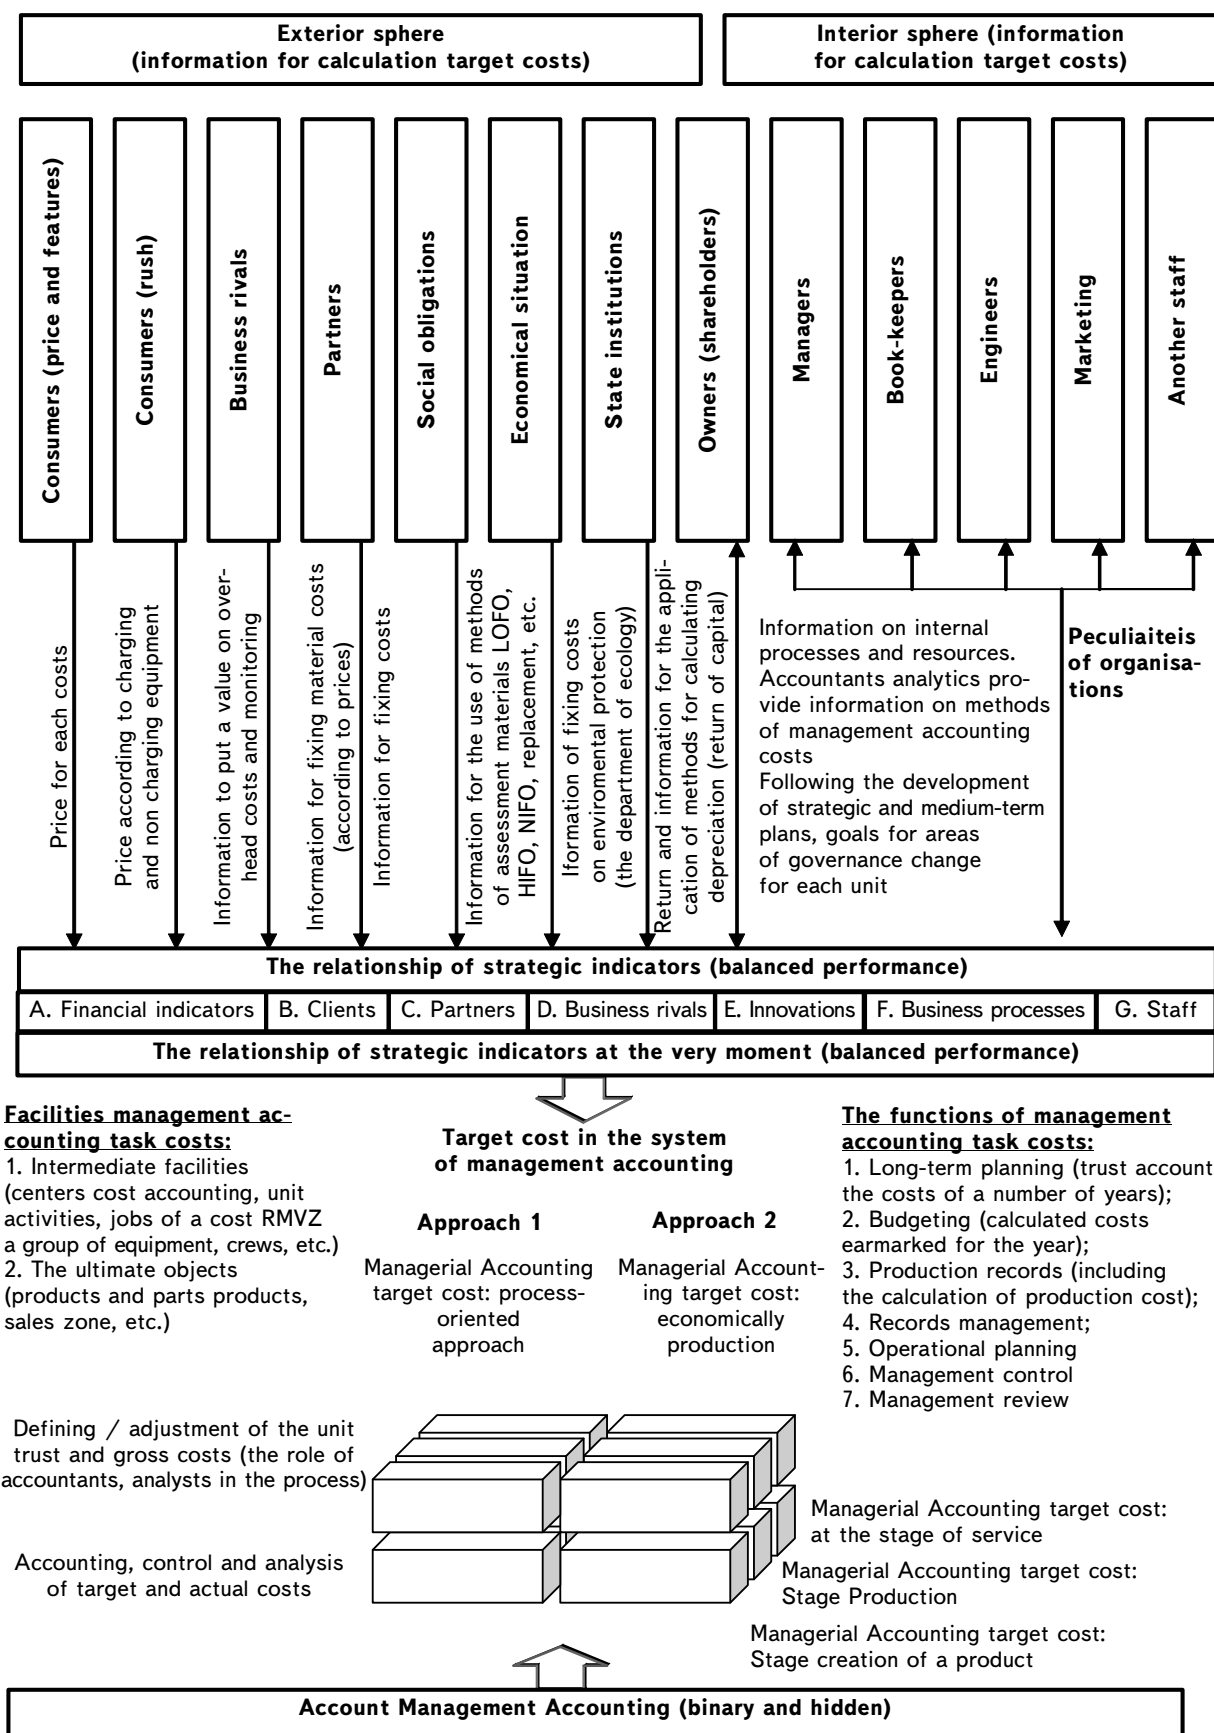 Exterior sphere
(information for calculation target costs)
Interior sphere (information
for calculation target costs)
Consumers (price and features)
Consumers (rush)
Business rivals
Partners
Social obligations
Economical situation
State institutions
Owners (shareholders)
Managers
Book-keepers
Engineers
Marketing
Another staff
Price for each costs
Price according to charging
and non charging equipment
Information to put a value on over-
head costs and monitoring
Information for fixing material costs
(according to prices)
Information for fixing costs
Information for the use of methods
of assessment materials LOFO,
HIFO, NIFO, replacement, etc.
Iformation of fixing costs
on enviromental protection
(the department of ecology)
Return and information for the appli-
cation of methods for calculating
depreciation (return of capital)
Information on internal
processes and resources.
Accountants analytics pro-
vide information on methods
of management accounting
costs
Following the development
of strategic and medium-term
plans, goals for areas
of governance change
for each unit
Peculiaiteis
of organisa-
tions
The relationship of strategic indicators (balanced performance)
A. Financial indicators
B. Clients
C. Partners
D. Business rivals
E. Innovations
F. Business processes
G. Staff
The relationship of strategic indicators at the very moment (balanced performance)
Facilities management ac-
counting task costs:
1. Intermediate facilities
(centers cost accounting, unit
activities, jobs of a cost RMVZ
a group of equipment, crews, etc.)
2. The ultimate objects
(products and parts products,
sales zone, etc.)
Target cost in the system
of management accounting
Approach 1
Managerial Accounting
target cost: process-
oriented
approach
Approach 2
Managerial Account-
ing target cost:
economically
production
The functions of management
accounting task costs:
1. Long-term planning (trust account
the costs of a number of years);
2. Budgeting (calculated costs
earmarked for the year);
3. Production records (including
the calculation of production cost);
4. Records management;
5. Operational planning
6. Management control
7. Management review
Defining / adjustment of the unit
trust and gross costs (the role of
accountants, analysts in the process)
Accounting, control and analysis
of target and actual costs
Managerial Accounting target cost:
at the stage of service
Managerial Accounting target cost:
Stage Production
Managerial Accounting target cost:
Stage creation of a product
Account Management Accounting (binary and hidden)